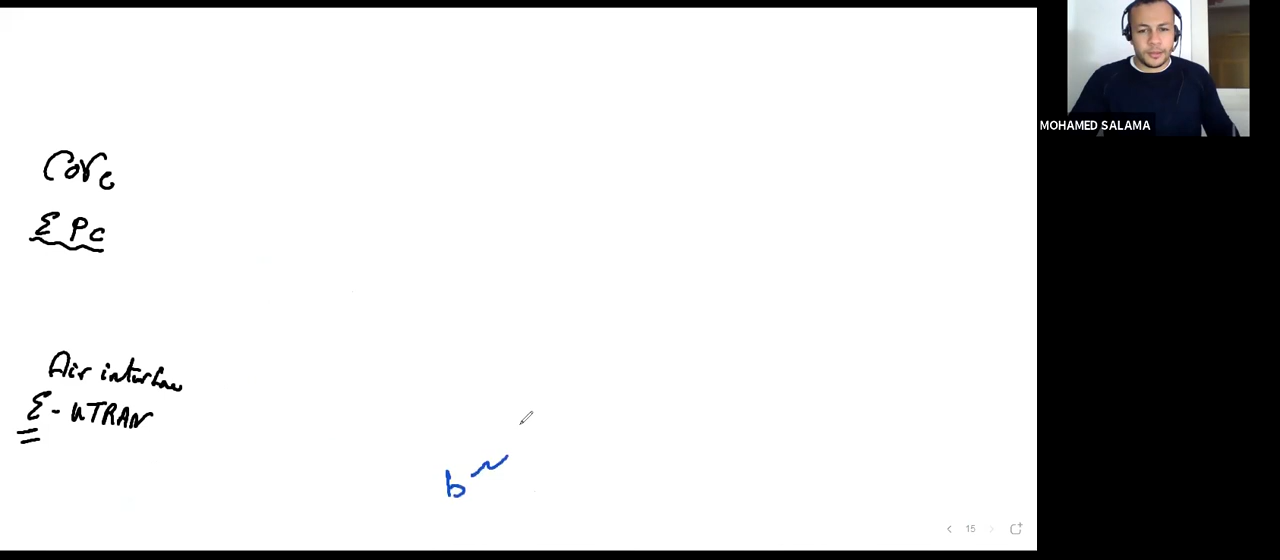 MOHAMED SALAMA
Core
EPC
Air interface
E-UTRAN
15